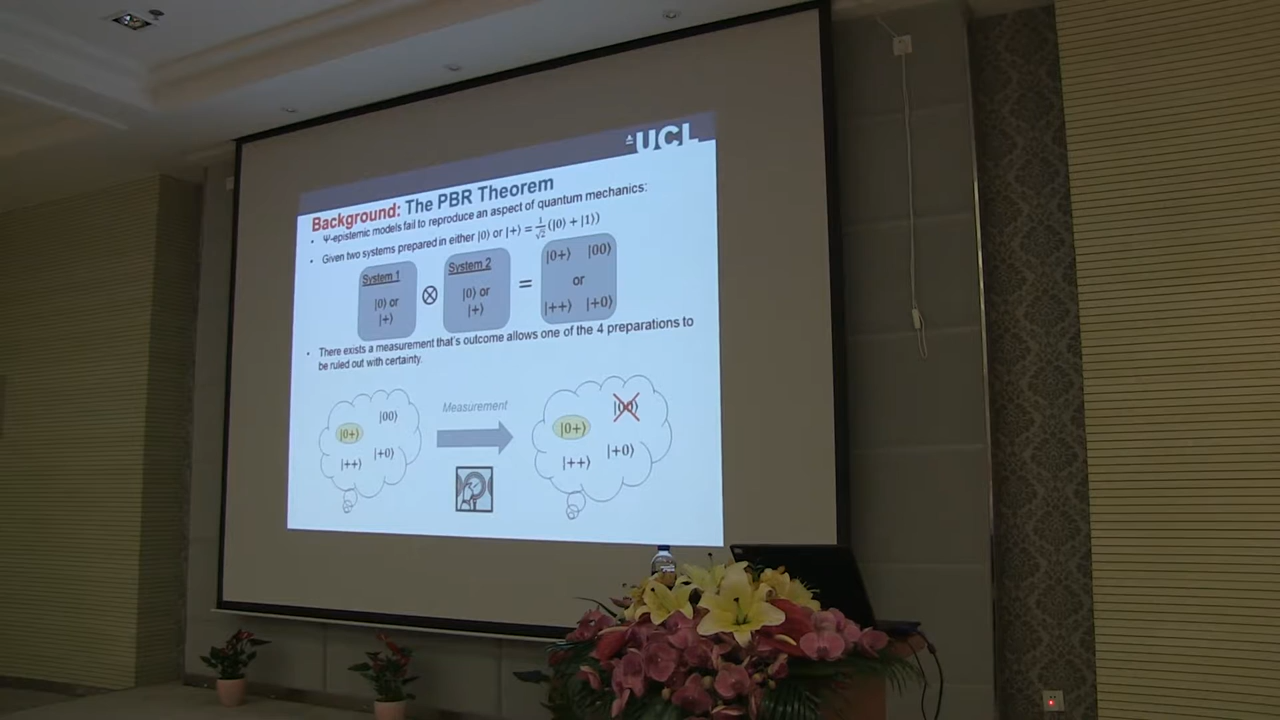 UCL
Background: The PBR Theorem
• Ψ-epistemic models fail to reproduce an aspect of quantum mechanics:
• Given two systems prepared in either |0⟩ or |+⟩ = 1/√2 (|0⟩ + |1⟩)
System 1
|0⟩ or
|+⟩
⊗
System 2
|0⟩ or
|+⟩
=
|0+⟩ |00⟩
or
|++⟩ |+0⟩
• There exists a measurement that's outcome allows one of the 4 preparations to
be ruled out with certainty.
|00⟩
|0+⟩
|+0⟩
|++⟩
Measurement
|00⟩
|0+⟩
|+0⟩
|++⟩